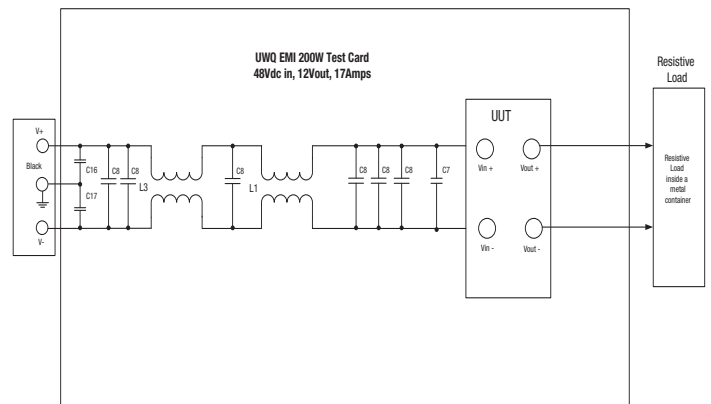 UWQ EMI 200W Test Card
48Vdc in, 12Vout, 17Amps
Resistive
Load
UUT
V+
Black
V-
C16
C17
C8
C8
L3
C8
L1
C8
C8
C8
C7
Vin +
Vout +
Vin -
Vout -
Resistive
Load
inside a
metal
container